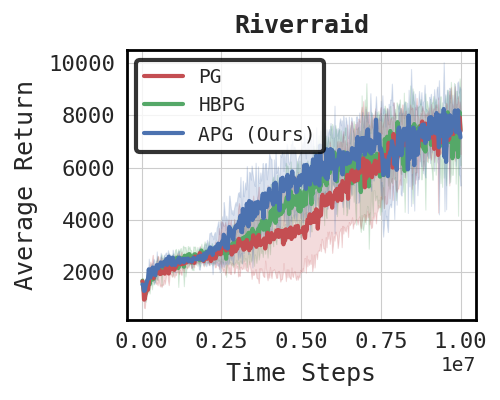 Riverraid
10000
8000
6000
4000
2000
Average Return
PG
HBPG
APG (Ours)
0.00 0.25 0.50 0.75 1.00
1e7
Time Steps